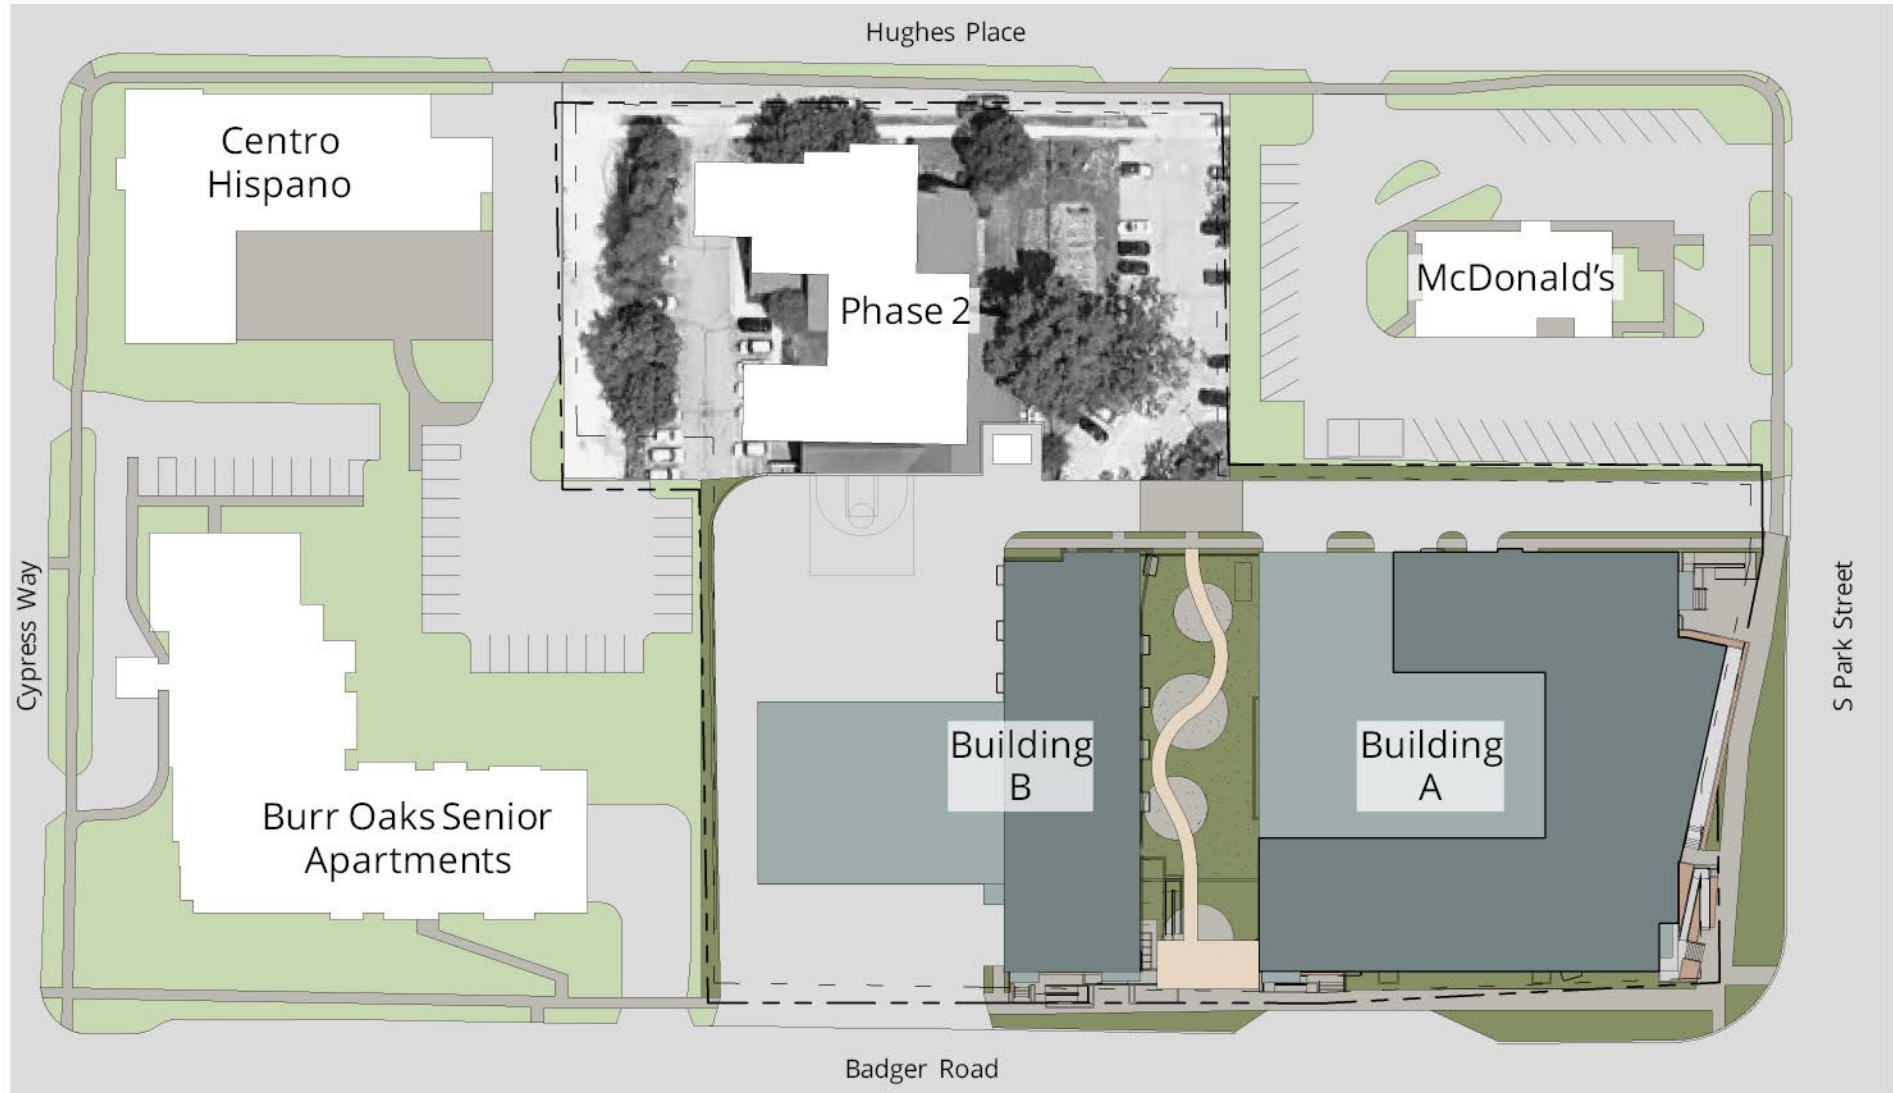 Hughes Place
Centro
Hispano
McDonald's
Phase 2
Cypress Way
S Park Street
Building
B
Building
A
Burr Oaks Senior
Apartments
Badger Road